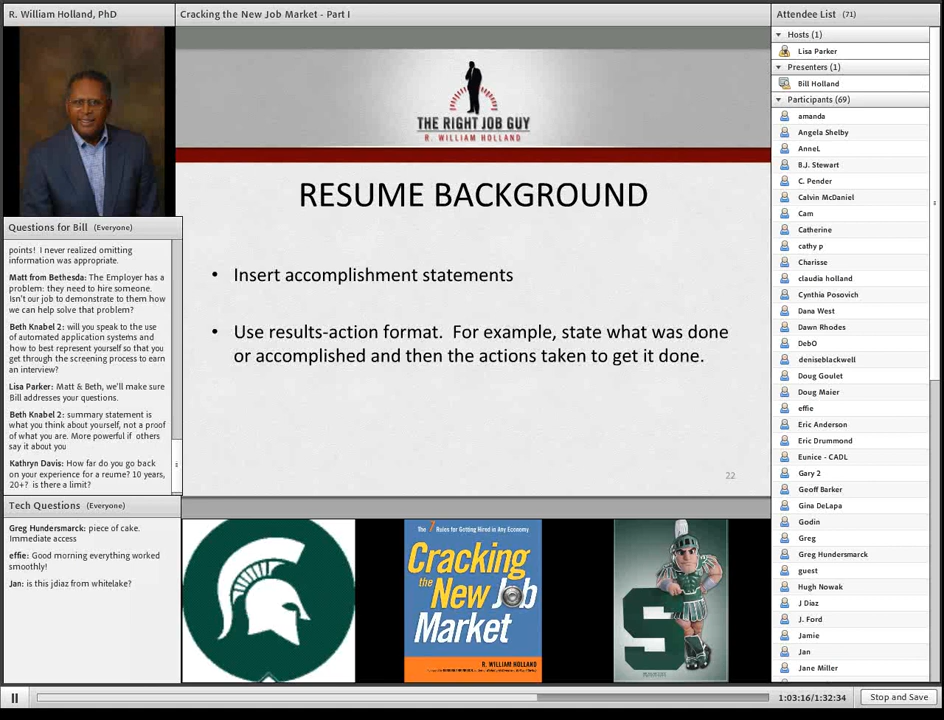 R. William Holland, PhD
Cracking the New Job Market - Part I
Attendee List (71)
THE RIGHT JOB GUY
R. WILLIAM HOLLAND
RESUME BACKGROUND
• Insert accomplishment statements
• Use results-action format. For example, state what was done
or accomplished and then the actions taken to get it done.
22
Questions for Bill (Everyone)
points! I never realized omitting
information was appropriate.
Matt from Bethesda: The Employer has a
problem: they need to hire someone.
Isn't our job to demonstrate to them how
we can help solve that problem?
Beth Knabel 2: will you speak to the use
of automated application systems and
how to best represent yourself so that you
get through the screening process to earn
an interview?
Lisa Parker: Matt & Beth, we'll make sure
Bill addresses your questions.
Beth Knabel 2: summary statement is
what you think about yourself, not a proof
of what you are. More powerful if others
say it about you
Kathryn Davis: How far do you go back
on your experience for a reume? 10 years,
20+? is there a limit?
Tech Questions (Everyone)
Greg Hundersmarck: piece of cake.
Immediate access
effie: Good morning everything worked
smoothly!
Jan: is this jdiaz from whitelake?
The 7 Rules for Getting Hired in Any Economy
Cracking
the New Job
Market
R. WILLIAM HOLLAND
S
Hosts (1)
Lisa Parker
Presenters (1)
Bill Holland
Participants (69)
amanda
Angela Shelby
AnneL
B.J. Stewart
C. Pender
Calvin McDaniel
Cam
Catherine
cathy p
Charisse
claudia holland
Cynthia Posovich
Dana West
Dawn Rhodes
DebO
deniseblackwell
Doug Goulet
Doug Maier
effie
Eric Anderson
Eric Drummond
Eunice - CADL
Gary 2
Geoff Barker
Gina DeLapa
Godin
Greg
Greg Hundersmarck
guest
Hugh Nowak
J Diaz
J. Ford
Jamie
Jan
Jane Miller
1:03:16/1:32:34
Stop and Save